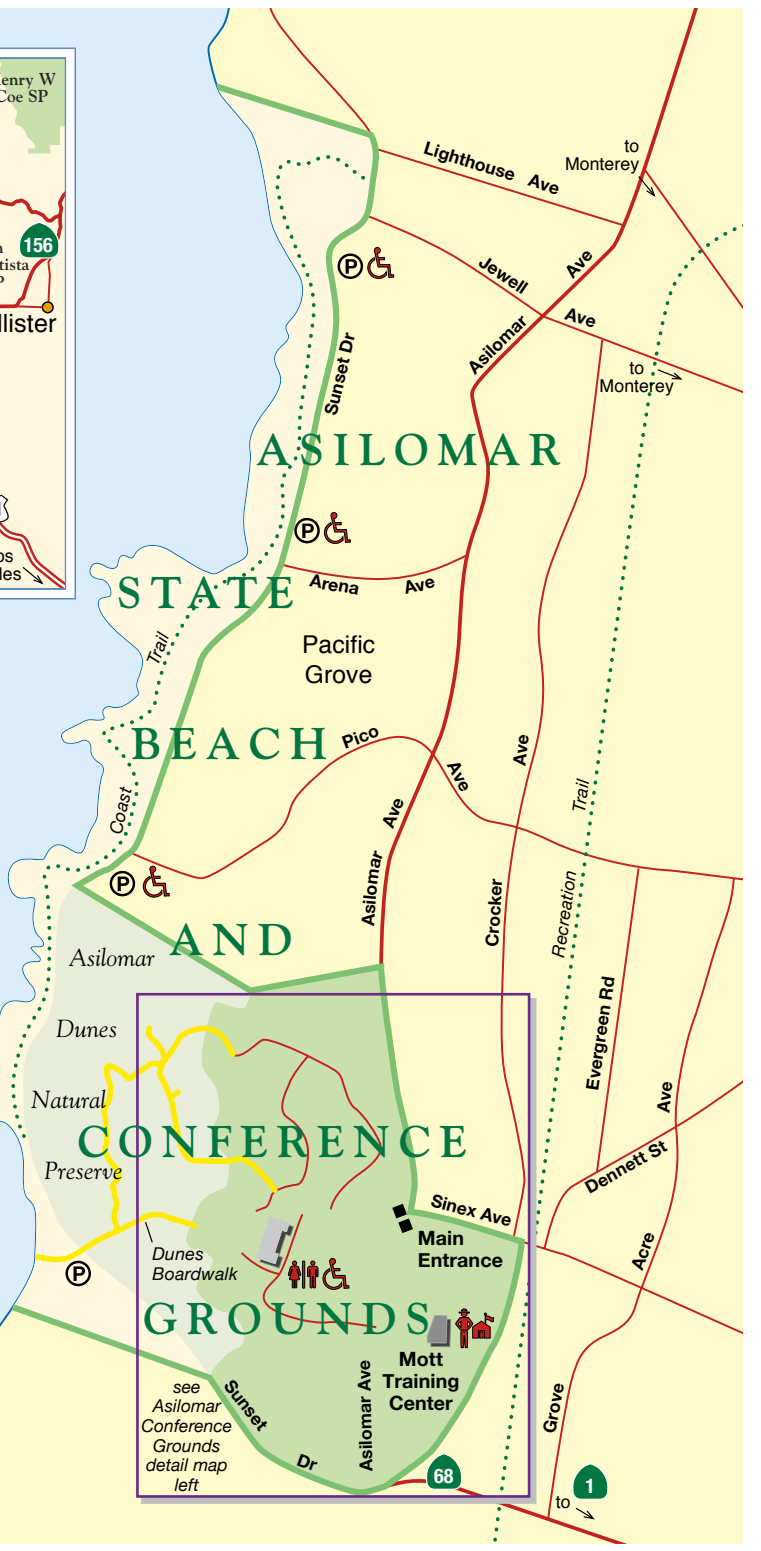 Coe SP
156
to
Monterey
Lighthouse Ave
Jewell Ave
Asilomar Ave
to
Monterey
Sunset Dr
ASILOMAR
P
P
Arena Ave
STATE
Pacific
Grove
Trail
BEACH
Pico Ave
Coast
Ave
Trail
Asilomar Ave
Crocker
Recreation
P
AND
Asilomar
Dunes
Natural
Preserve
Evergreen Rd
Ave
CONFERENCE
Dennett St
Sinex Ave
Main
Entrance
Acre
Dunes
Boardwalk
P
GROUNDS
Mott
Training
Center
Asilomar Ave
Sunset Dr
see
Asilomar
Conference
Grounds
detail map
left
Grove
68
1
to